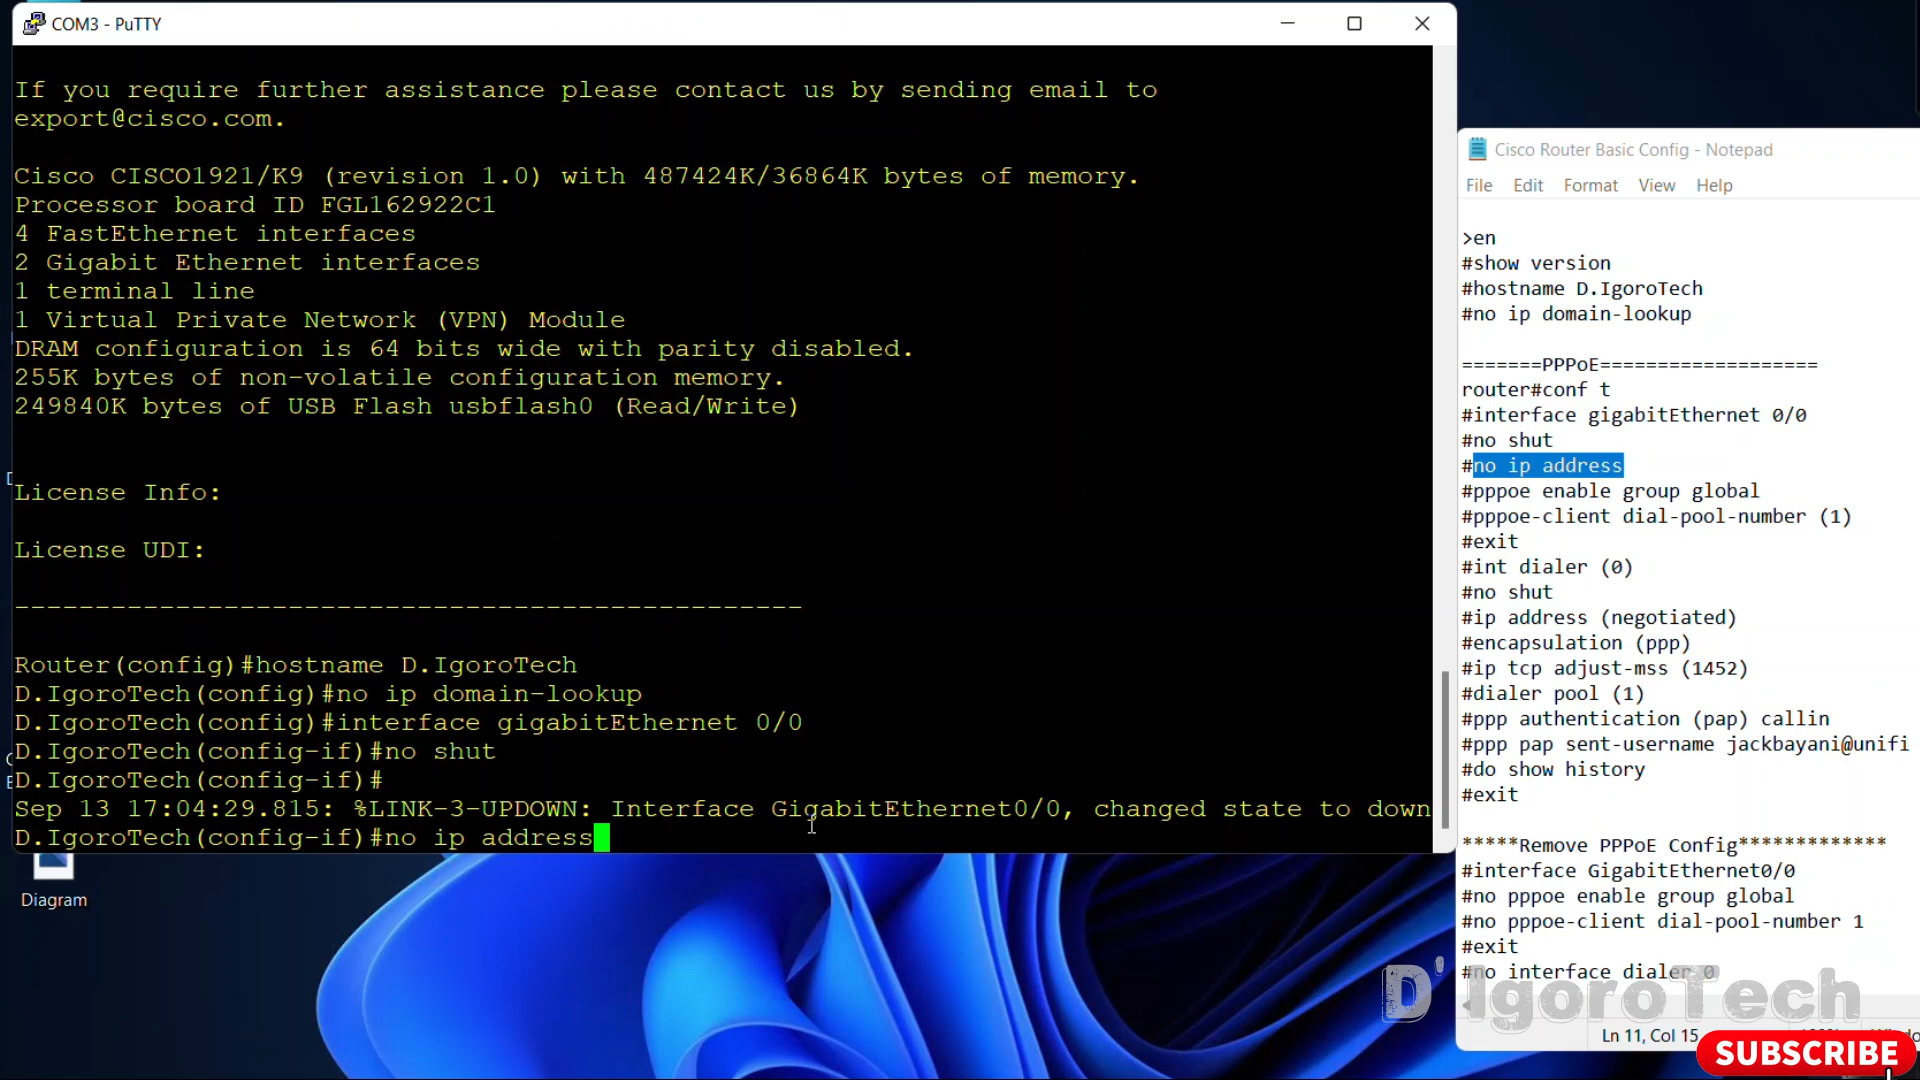 COM3 - PuTTY
If you require further assistance please contact us by sending email to
export@cisco.com.
Cisco CISCO1921/K9 (revision 1.0) with 487424K/36864K bytes of memory.
Processor board ID FGL162922C1
4 FastEthernet interfaces
2 Gigabit Ethernet interfaces
1 terminal line
1 Virtual Private Network (VPN) Module
DRAM configuration is 64 bits wide with parity disabled.
255K bytes of non-volatile configuration memory.
249840K bytes of USB Flash usbflash0 (Read/Write)
License Info:
License UDI:
-------------------------------------------------
Router(config)#hostname D.IgoroTech
D.IgoroTech(config)#no ip domain-lookup
D.IgoroTech(config)#interface gigabitEthernet 0/0
D.IgoroTech(config-if)#no shut
D.IgoroTech(config-if)#
Sep 13 17:04:29.815: %LINK-3-UPDOWN: Interface GigabitEthernet0/0, changed state to down
D.IgoroTech(config-if)#no ip address
Diagram
Cisco Router Basic Config - Notepad
File Edit Format View Help
>en
#show version
#hostname D.IgoroTech
#no ip domain-lookup
=======PPPoE===================
router#conf t
#interface gigabitEthernet 0/0
#no shut
#no ip address
#pppoe enable group global
#pppoe-client dial-pool-number (1)
#exit
#int dialer (0)
#no shut
#ip address (negotiated)
#encapsulation (ppp)
#ip tcp adjust-mss (1452)
#dialer pool (1)
#ppp authentication (pap) callin
#ppp pap sent-username jackbayani@unifi
#do show history
#exit
*****Remove PPPoE Config*************
#interface GigabitEthernet0/0
#no pppoe enable group global
#no pppoe-client dial-pool-number 1
#exit
#no interface dialer 0
D'IgoroTech
Ln 11, Col 15
SUBSCRIBE